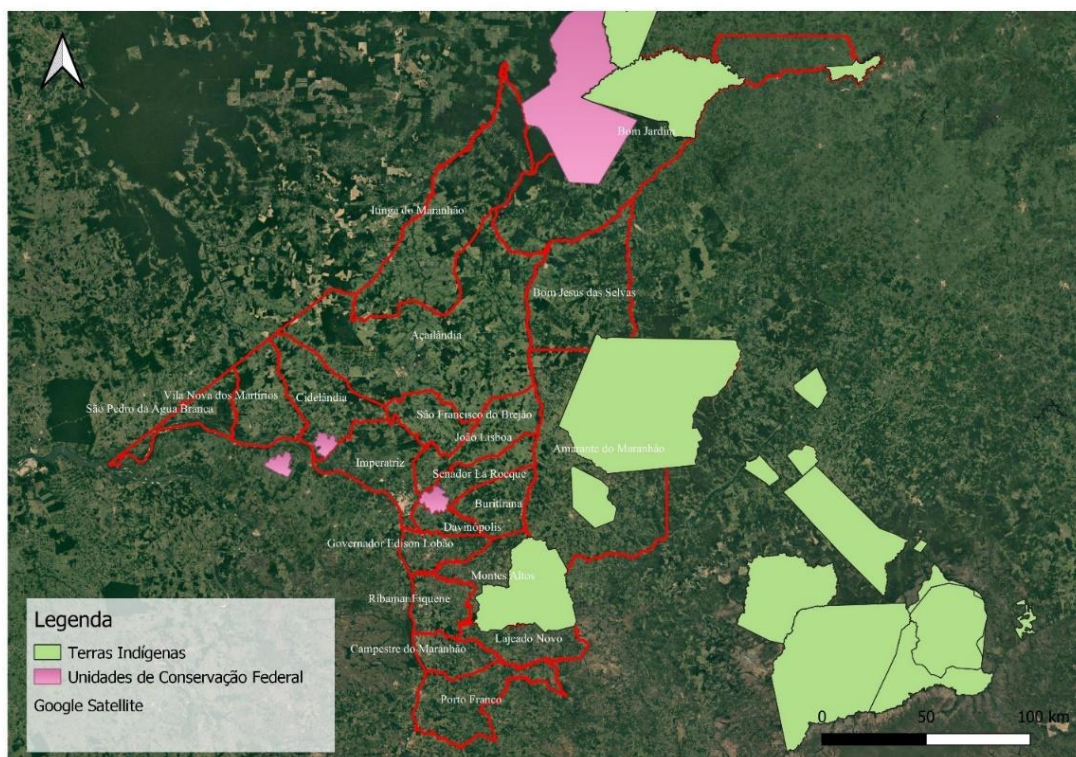 Bom Jardim
Itinga do Maranhão
Bom Jesus das Selvas
Açailândia
Vila Nova dos Martírios
São Pedro da Água Branca
Cidelândia
São Francisco do Brejão
João Lisboa
Amarante do Maranhão
Imperatriz
Senador La Rocque
Buritirana
Davinópolis
Governador Edison Lobão
Montes Altos
Ribamar Fiquene
Lajeado Novo
Campestre do Maranhão
Porto Franco
Legenda
Terras Indígenas
Unidades de Conservação Federal
Google Satellite
0 50 100 km